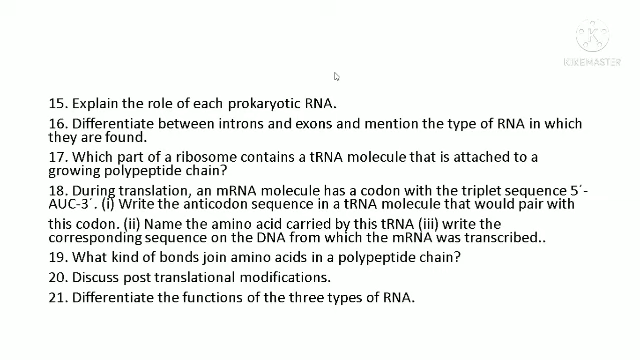 KINEMASTER
15. Explain the role of each prokaryotic RNA.
16. Differentiate between introns and exons and mention the type of RNA in which
they are found.
17. Which part of a ribosome contains a tRNA molecule that is attached to a
growing polypeptide chain?
18. During translation, an mRNA molecule has a codon with the triplet sequence 5´-
AUC-3´. (i) Write the anticodon sequence in a tRNA molecule that would pair with
this codon. (ii) Name the amino acid carried by this tRNA (iii) write the
corresponding sequence on the DNA from which the mRNA was transcribed..
19. What kind of bonds join amino acids in a polypeptide chain?
20. Discuss post translational modifications.
21. Differentiate the functions of the three types of RNA.